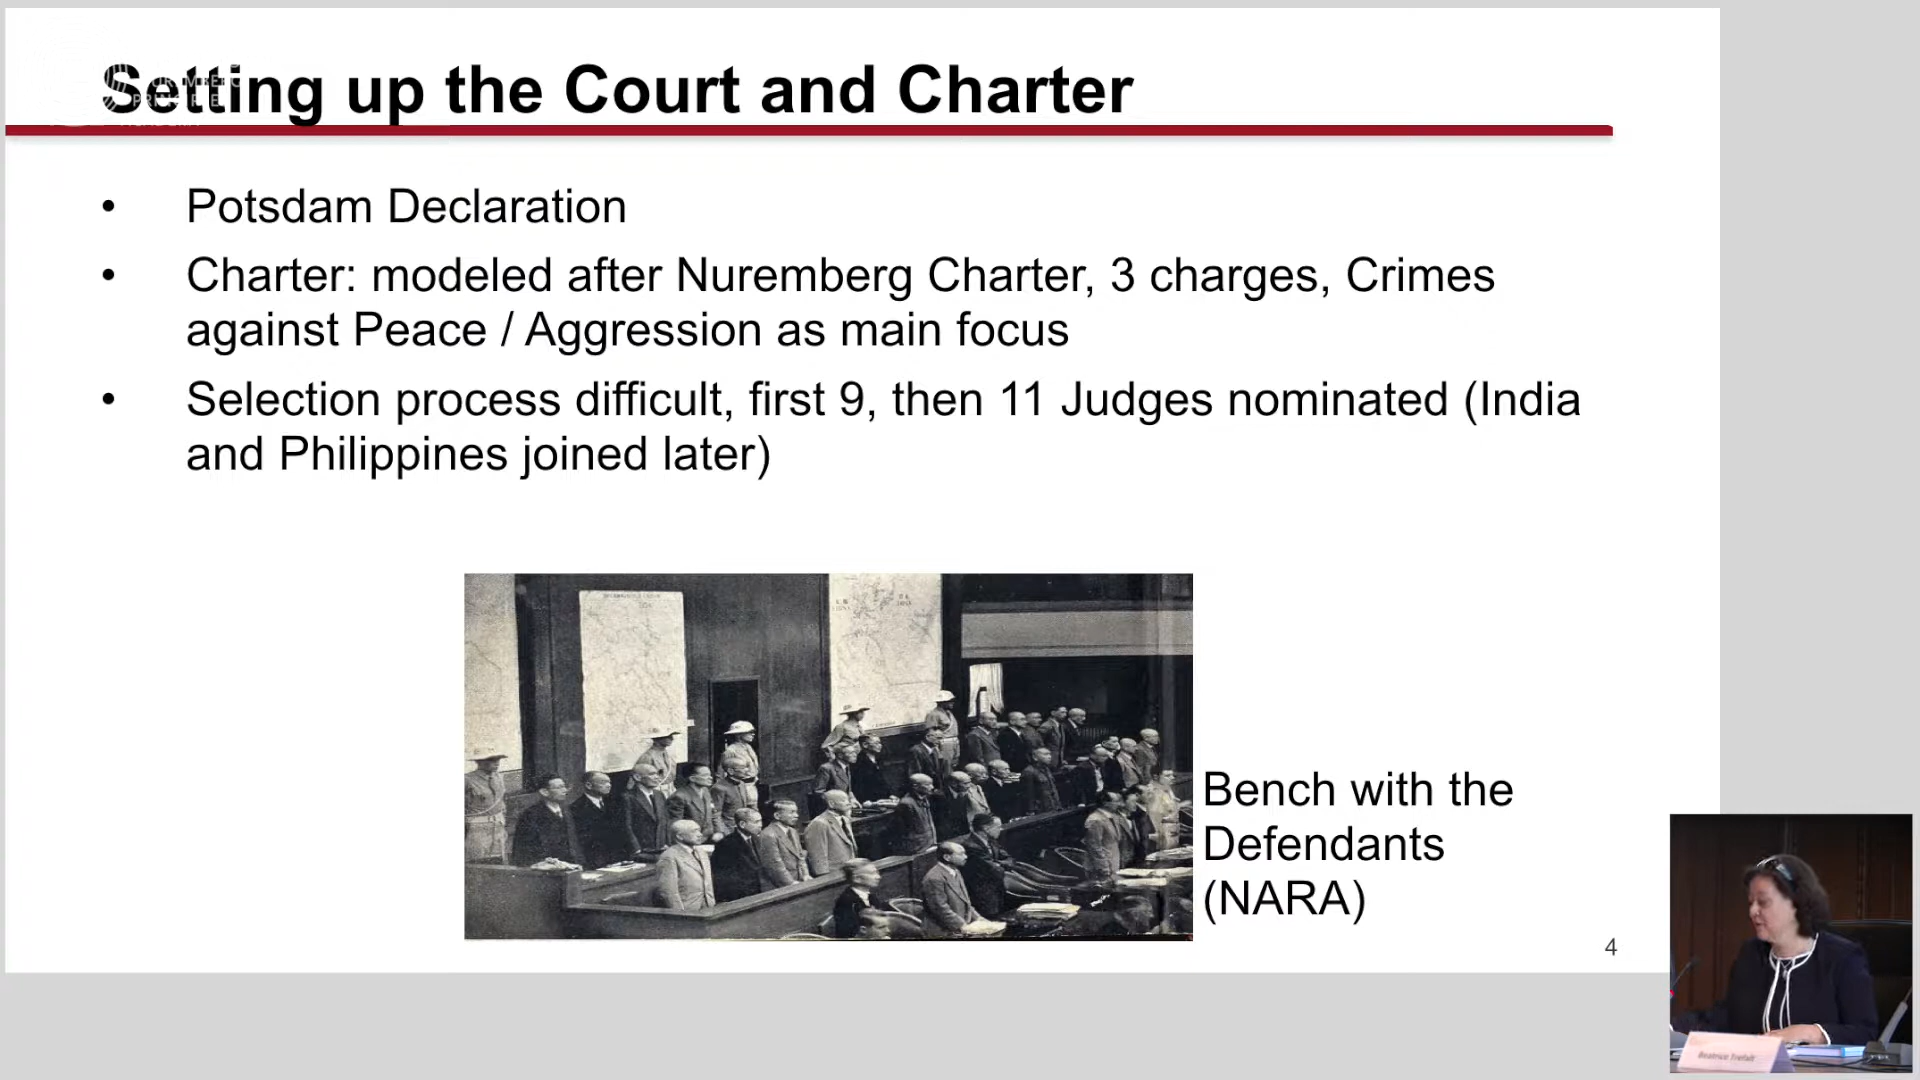 Setting up the Court and Charter
• Potsdam Declaration
• Charter: modeled after Nuremberg Charter, 3 charges, Crimes
against Peace / Aggression as main focus
• Selection process difficult, first 9, then 11 Judges nominated (India
and Philippines joined later)
Bench with the
Defendants
(NARA)
4
Beatrice Trefalt